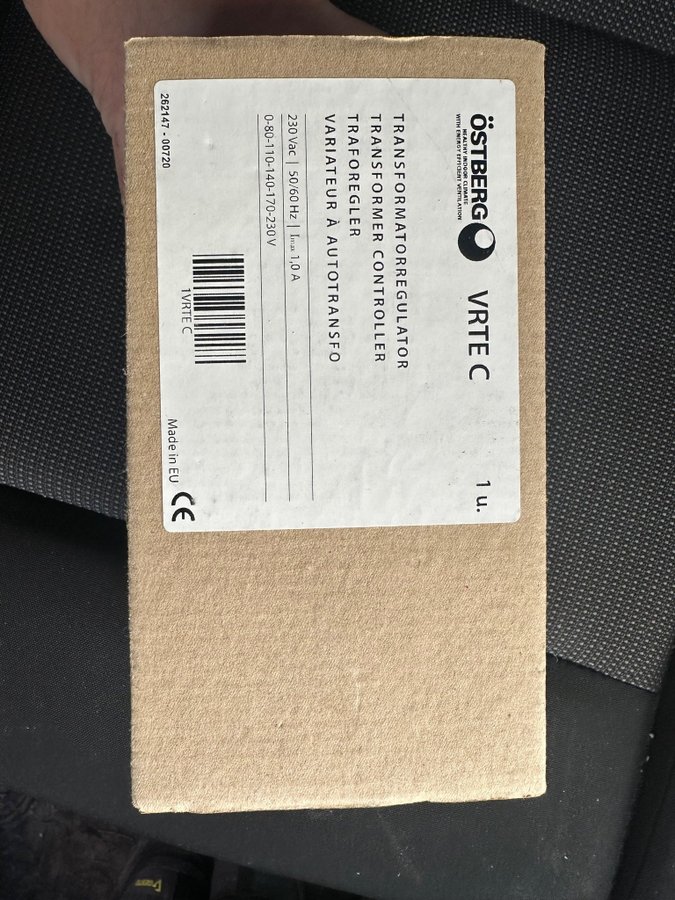 ÖSTBERG
HEALTHY INDOOR CLIMATE
WITH ENERGY EFFICIENT VENTILATION
VRTE C
1 u.
TRANSFORMATORREGULATOR
TRANSFORMER CONTROLLER
TRAFOREGLER
VARIATEUR À AUTOTRANSFO
230 Vac | 50/60 Hz | Imax 1,0 A
0-80-110-140-170-230 V
1VRTE C
Made in EU CE
262147 - 00720